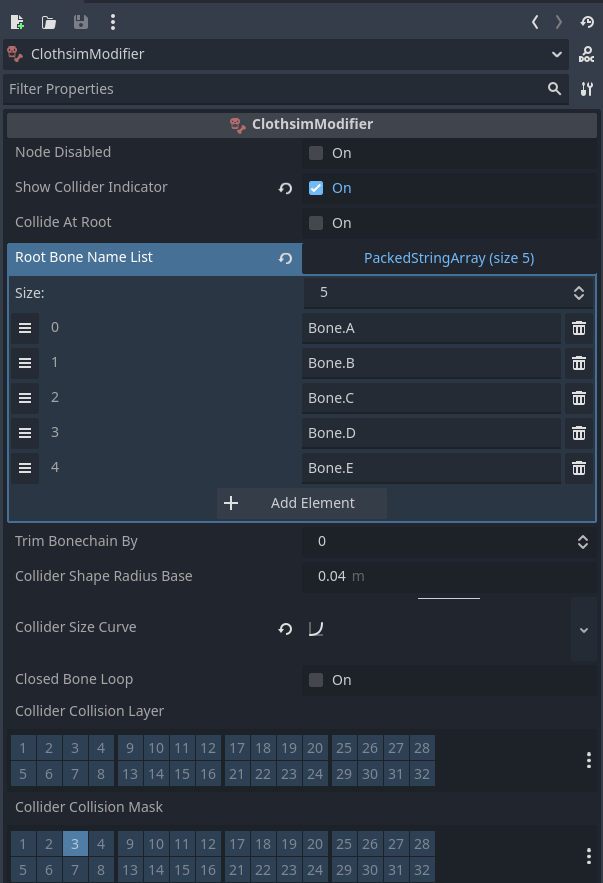 ClothsimModifier
DOC
Filter Properties
ClothsimModifier
Node Disabled On
Show Collider Indicator On
Collide At Root On
Root Bone Name List PackedStringArray (size 5)
Size: 5
0 Bone.A
1 Bone.B
2 Bone.C
3 Bone.D
4 Bone.E
Add Element
Trim Bonechain By 0
Collider Shape Radius Base 0.04 m
Collider Size Curve
Closed Bone Loop On
Collider Collision Layer
1 2 3 4 9 10 11 12 17 18 19 20 25 26 27 28
5 6 7 8 13 14 15 16 21 22 23 24 29 30 31 32
Collider Collision Mask
1 2 3 4 9 10 11 12 17 18 19 20 25 26 27 28
5 6 7 8 13 14 15 16 21 22 23 24 29 30 31 32